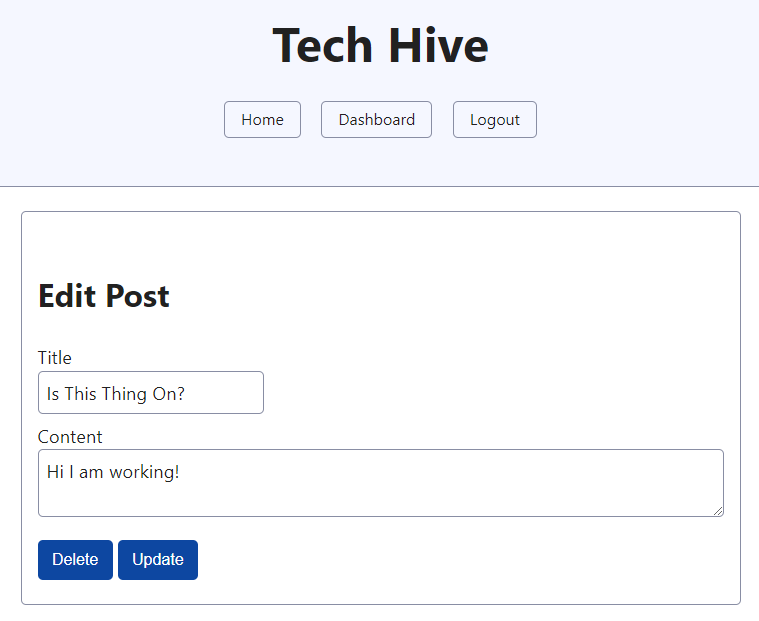 Tech Hive
Home Dashboard Logout
Edit Post
Title
Is This Thing On?
Content
Hi I am working!
Delete Update